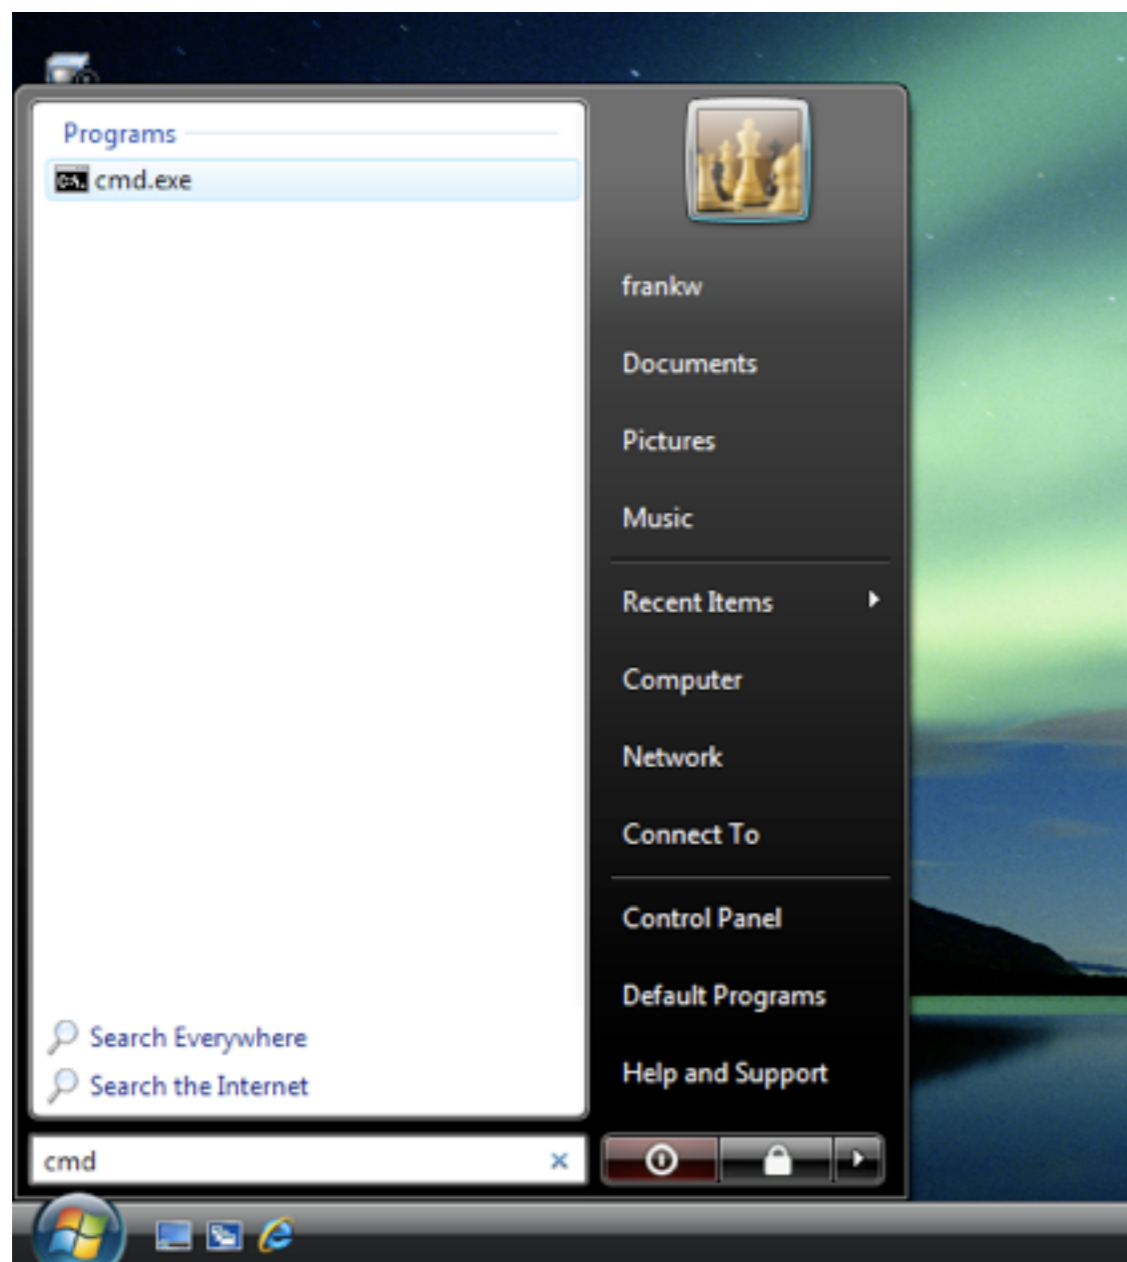 Programs
C:\. cmd.exe
frankw
Documents
Pictures
Music
Recent Items
Computer
Network
Connect To
Control Panel
Default Programs
Help and Support
Search Everywhere
Search the Internet
cmd